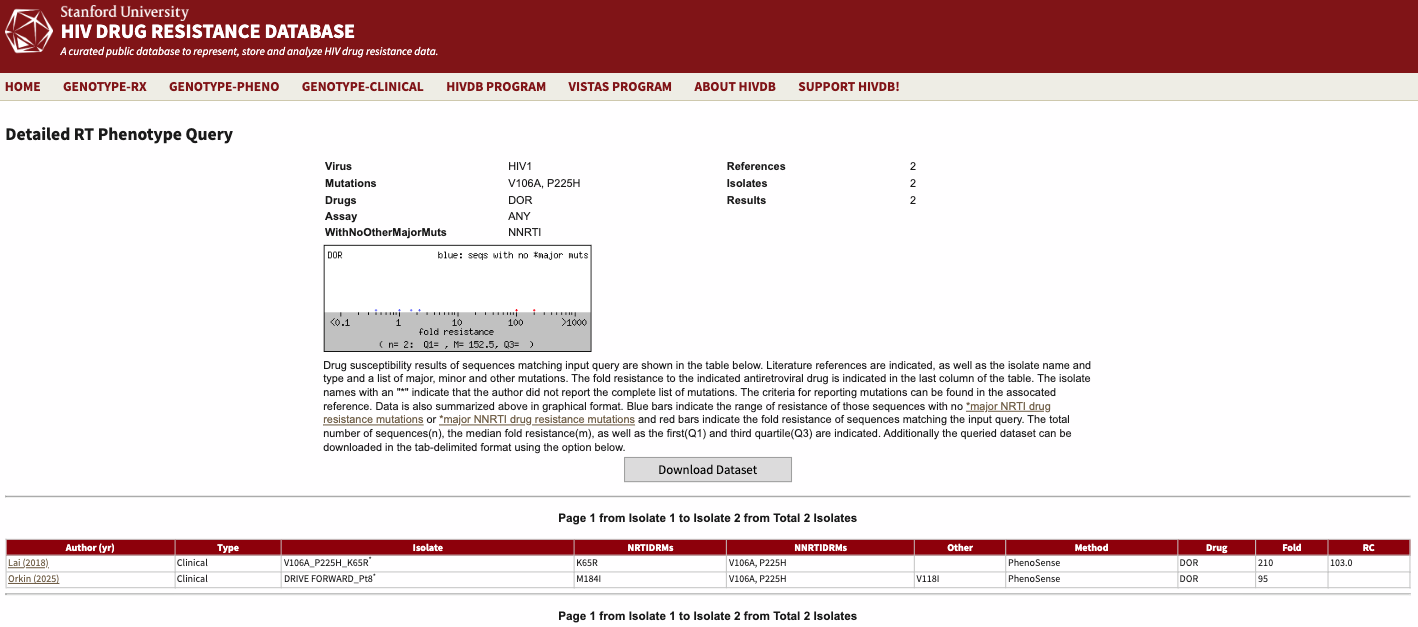 Stanford University
HIV DRUG RESISTANCE DATABASE
A curated public database to represent, store and analyze HIV drug resistance data.
HOME GENOTYPE-RX GENOTYPE-PHENO GENOTYPE-CLINICAL HIVDB PROGRAM VISTAS PROGRAM ABOUT HIVDB SUPPORT HIVDB!
Detailed RT Phenotype Query
Virus HIV1 References 2
Mutations V106A, P225H Isolates 2
Drugs DOR Results 2
Assay ANY
WithNoOtherMajorMuts NNRTI
DOR blue: seqs with no *major muts
<0.1 1 10 100 >1000
fold resistance
( n= 2: Q1= , M= 152.5, Q3= )
Drug susceptibility results of sequences matching input query are shown in the table below. Literature references are indicated, as well as the isolate name and
type and a list of major, minor and other mutations. The fold resistance to the indicated antiretroviral drug is indicated in the last column of the table. The isolate
names with an "*" indicate that the author did not report the complete list of mutations. The criteria for reporting mutations can be found in the assocated
reference. Data is also summarized above in graphical format. Blue bars indicate the range of resistance of those sequences with no *major NRTI drug
resistance mutations or *major NNRTI drug resistance mutations and red bars indicate the fold resistance of sequences matching the input query. The total
number of sequences(n), the median fold resistance(m), as well as the first(Q1) and third quartile(Q3) are indicated. Additionally the queried dataset can be
downloaded in the tab-delimited format using the option below.
Download Dataset
Page 1 from Isolate 1 to Isolate 2 from Total 2 Isolates
Author (yr) Type Isolate NRTIDRMs NNRTIDRMs Other Method Drug Fold RC
Lai (2018) Clinical V106A_P225H_K65R* K65R V106A, P225H PhenoSense DOR 210 103.0
Orkin (2025) Clinical DRIVE FORWARD_Pt8* M184I V106A, P225H V118I PhenoSense DOR 95
Page 1 from Isolate 1 to Isolate 2 from Total 2 Isolates